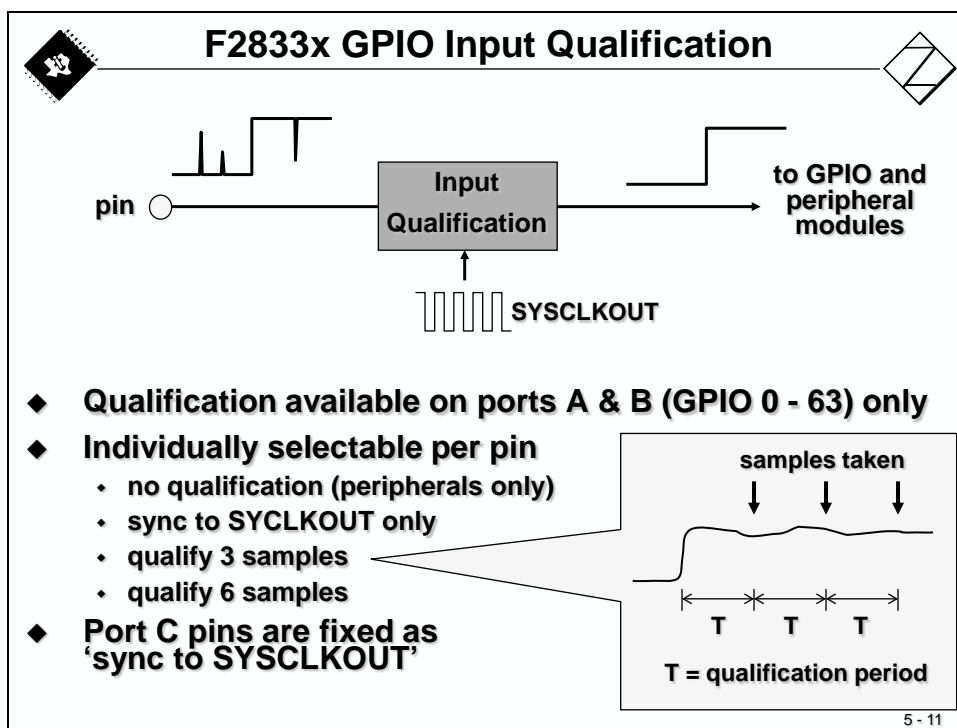 F2833x GPIO Input Qualification
pin
Input
Qualification
to GPIO and
peripheral
modules
SYSCLKOUT
◆ Qualification available on ports A & B (GPIO 0 - 63) only
◆ Individually selectable per pin
◆ no qualification (peripherals only)
◆ sync to SYCLKOUT only
◆ qualify 3 samples
◆ qualify 6 samples
◆ Port C pins are fixed as
‘sync to SYSCLKOUT’
samples taken
T T T
T = qualification period
5 - 11